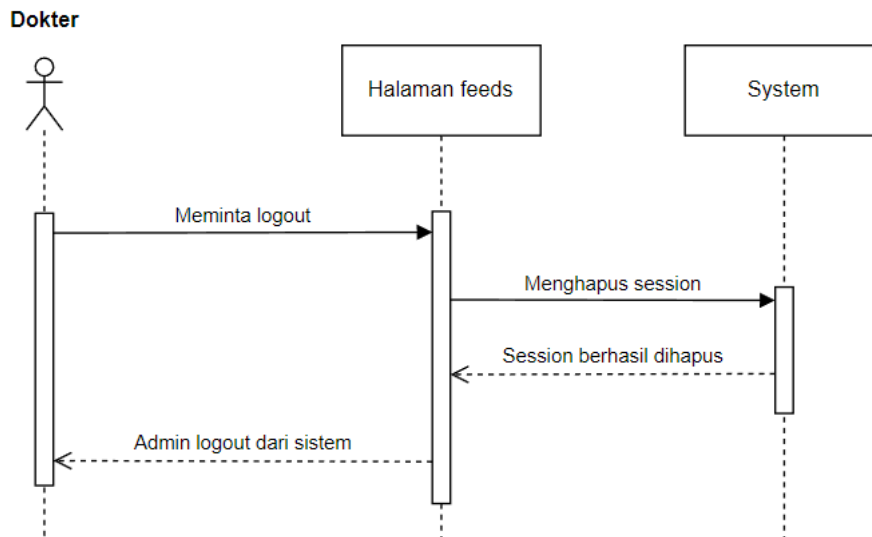 Dokter
Halaman feeds
System
Meminta logout
Menghapus session
Session berhasil dihapus
Admin logout dari sistem